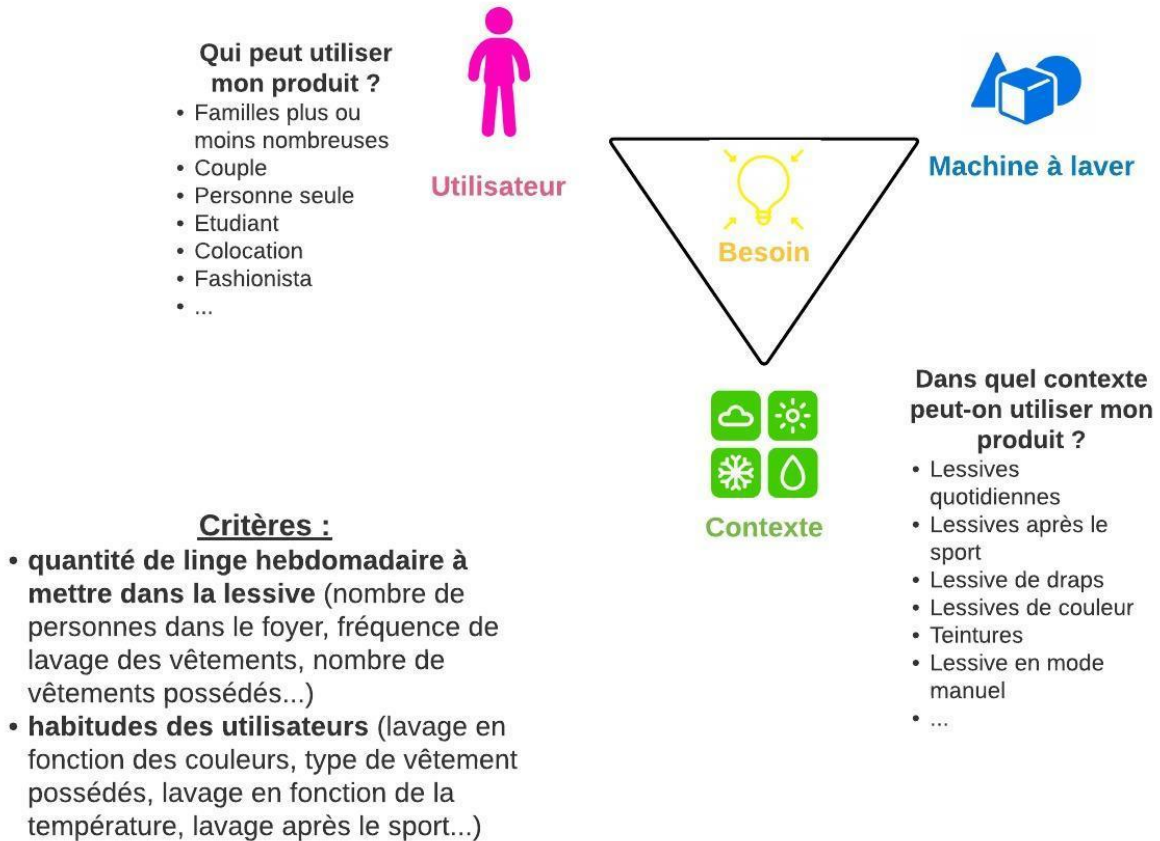 Qui peut utiliser
mon produit ?
• Familles plus ou
moins nombreuses
• Couple
• Personne seule
• Etudiant
• Colocation
• Fashionista
• ...
Utilisateur
Machine à laver
Besoin
Contexte
Dans quel contexte
peut-on utiliser mon
produit ?
• Lessives
quotidiennes
• Lessives après le
sport
• Lessive de draps
• Lessives de couleur
• Teintures
• Lessive en mode
manuel
• ...
Critères :
• quantité de linge hebdomadaire à
mettre dans la lessive (nombre de
personnes dans le foyer, fréquence de
lavage des vêtements, nombre de
vêtements possédés...)
• habitudes des utilisateurs (lavage en
fonction des couleurs, type de vêtement
possédés, lavage en fonction de la
température, lavage après le sport...)